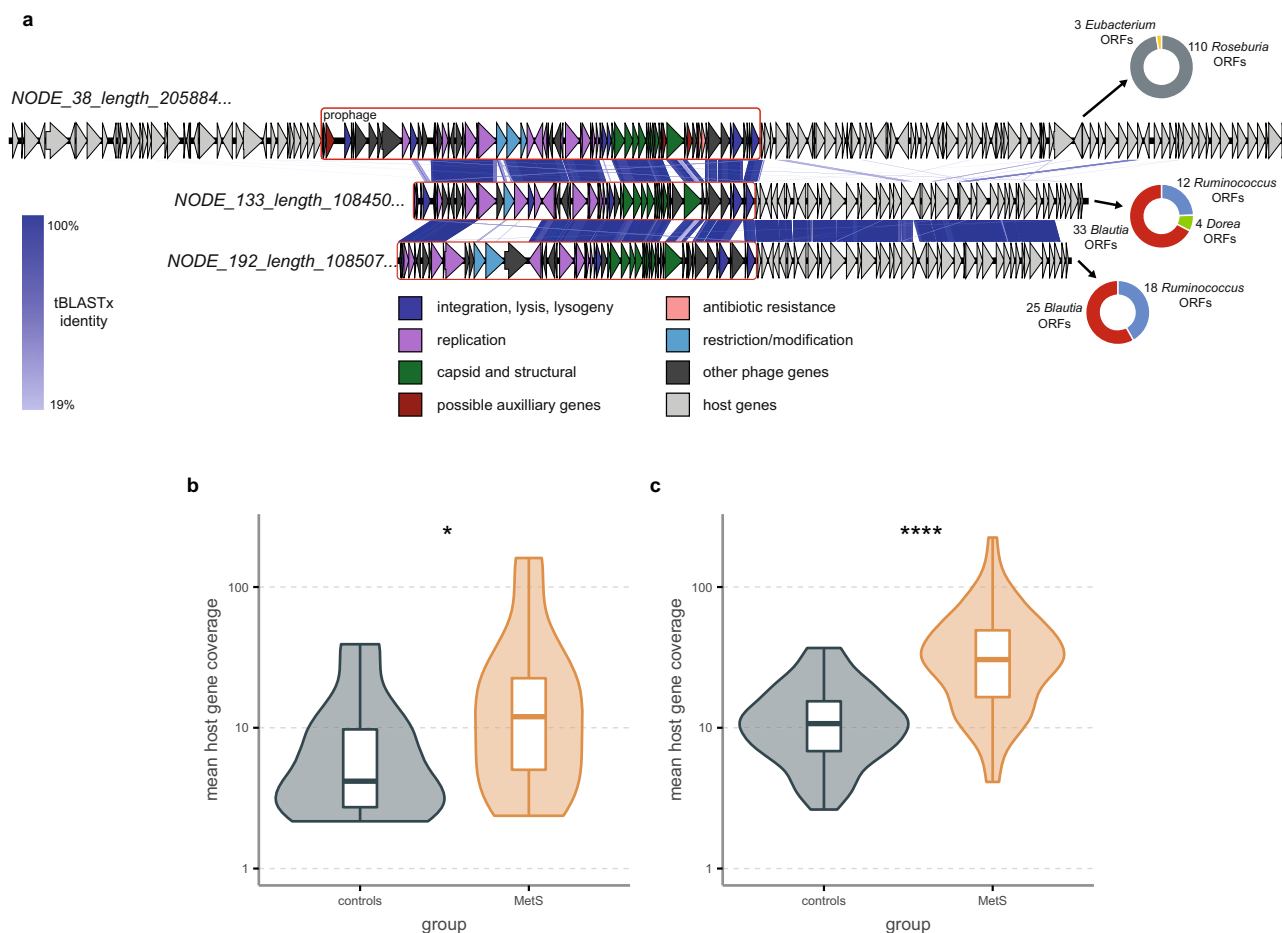 a
3 Eubacterium
ORFs
110 Roseburia
ORFs
NODE_38_length_205884...
prophage
NODE_133_length_108450...
12 Ruminococcus
ORFs
33 Blautia
ORFs
4 Dorea
ORFs
NODE_192_length_108507...
25 Blautia
ORFs
18 Ruminococcus
ORFs
100%
tBLASTx
identity
19%
integration, lysis, lysogeny
replication
capsid and structural
possible auxilliary genes
antibiotic resistance
restriction/modification
other phage genes
host genes
b
*
mean host gene coverage
100
10
1
controls
MetS
group
c
****
mean host gene coverage
100
10
1
controls
MetS
group